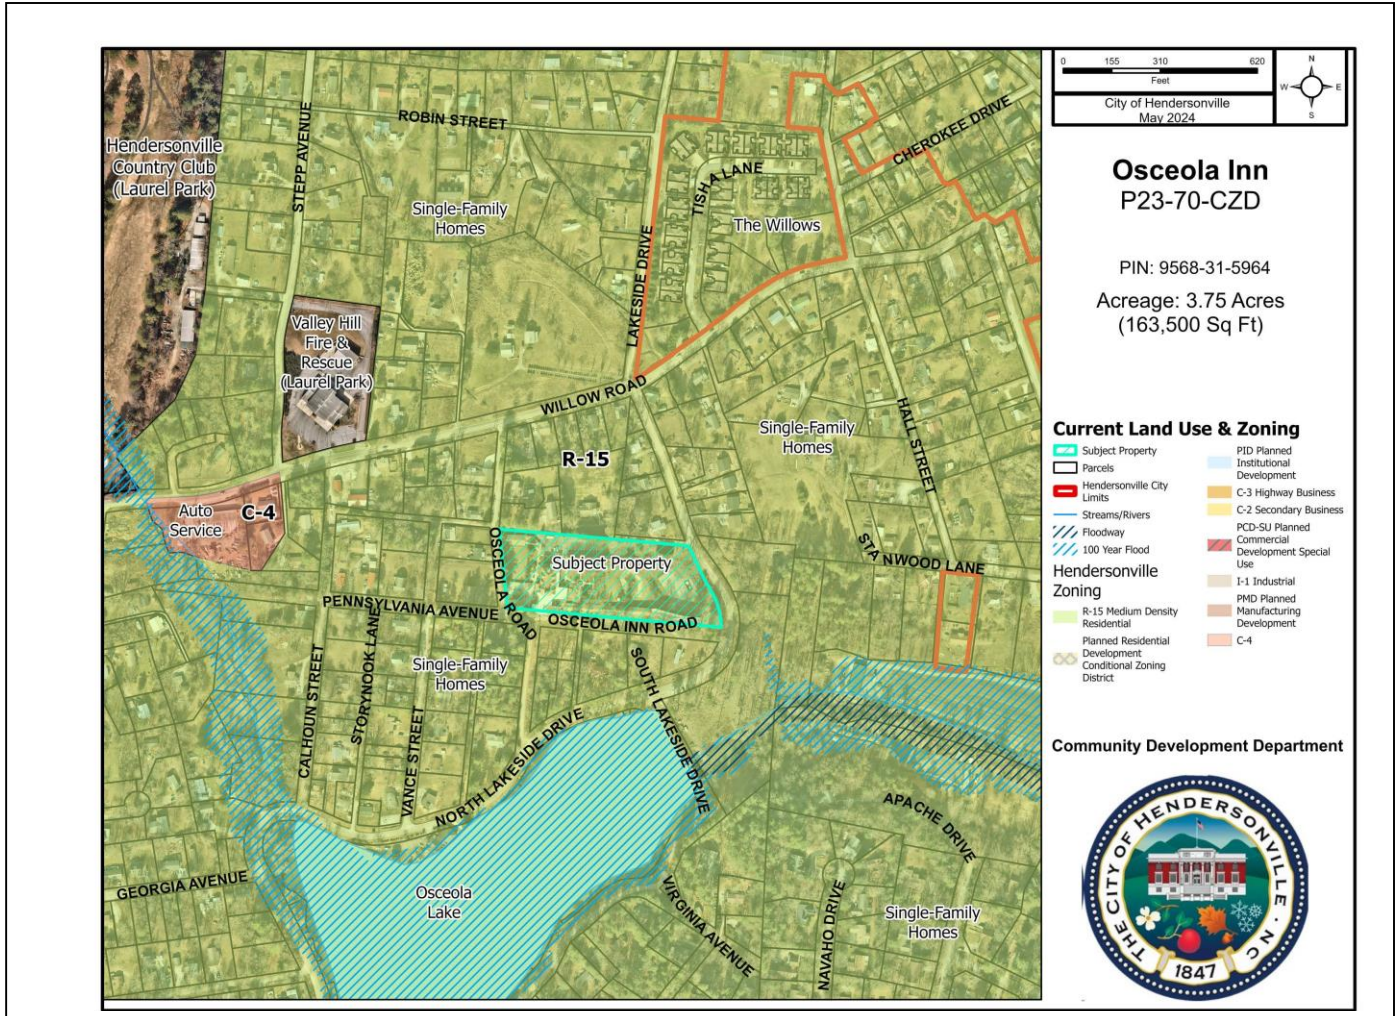 0 155 310 620
Feet
City of Hendersonville
May 2024
N
W E
S
Osceola Inn
P23-70-CZD
PIN: 9568-31-5964
Acreage: 3.75 Acres
(163,500 Sq Ft)
Current Land Use & Zoning
Subject Property
Parcels
Hendersonville City
Limits
Streams/Rivers
Floodway
100 Year Flood
Hendersonville
Zoning
R-15 Medium Density
Residential
Planned Residential
Development
Conditional Zoning
District
PID Planned
Institutional
Development
C-3 Highway Business
C-2 Secondary Business
PCD-SU Planned
Commercial
Development Special
Use
I-1 Industrial
PMD Planned
Manufacturing
Development
C-4
Community Development Department
THE CITY OF HENDERSONVILLE · NC
1847
Hendersonville
Country Club
(Laurel Park)
STEPP AVENUE
ROBIN STREET
Single-Family
Homes
LAKESIDE DRIVE
TISHA LANE
The Willows
CHEROKEE DRIVE
Valley Hill
Fire &
Rescue
(Laurel Park)
WILLOW ROAD
R-15
Single-Family
Homes
HALL STREET
Auto
Service
C-4
OSCEOLA ROAD
Subject Property
STANWOOD LANE
PENNSYLVANIA AVENUE
OSCEOLA INN ROAD
CALHOUN STREET
STORYNOOK LANE
Single-Family
Homes
VANCE STREET
NORTH LAKESIDE DRIVE
SOUTH LAKESIDE DRIVE
APACHE DRIVE
GEORGIA AVENUE
Osceola
Lake
VIRGINIA AVENUE
NAVAHO DRIVE
Single-Family
Homes